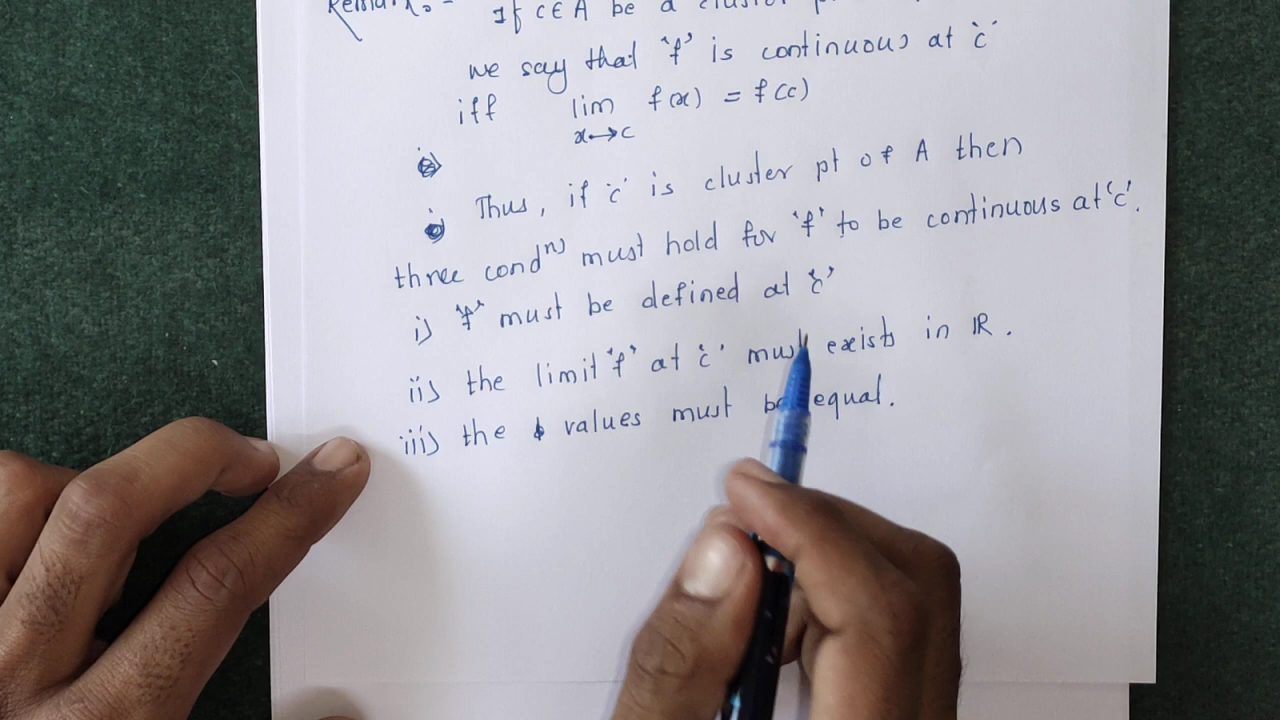 Remark:- If c∈A be a cluster
we say that 'f' is continuous at 'c'
iff lim f(x) = f(c)
x→c
Thus, if 'c' is cluster pt of A then
three condⁿs must hold for 'f' to be continuous at 'c'.
i) 'f' must be defined at 'c'
ii) the limit 'f' at 'c' must exists in ℝ.
iii) the values must be equal.